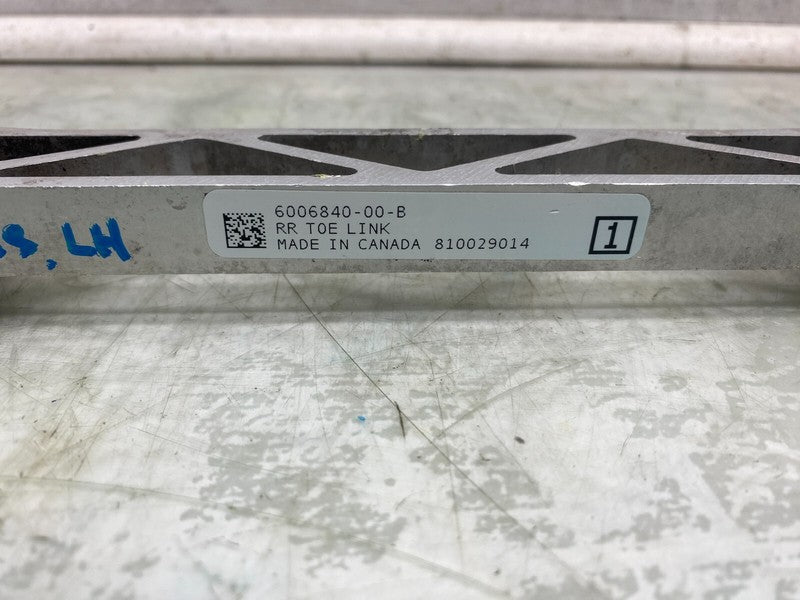 6006840-00-B
RR TOE LINK
MADE IN CANADA 810029014
1
LH